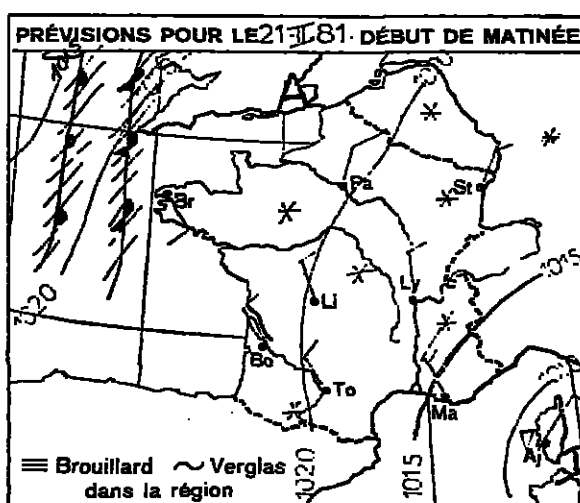 PRÉVISIONS POUR LE 21-II 81. DÉBUT DE MATINÉE
1015
A
Pa
St
Br
1020
1015
Li
Ly
Bo
To
Ma
Aj
1020
1015
Brouillard Verglas
dans la région